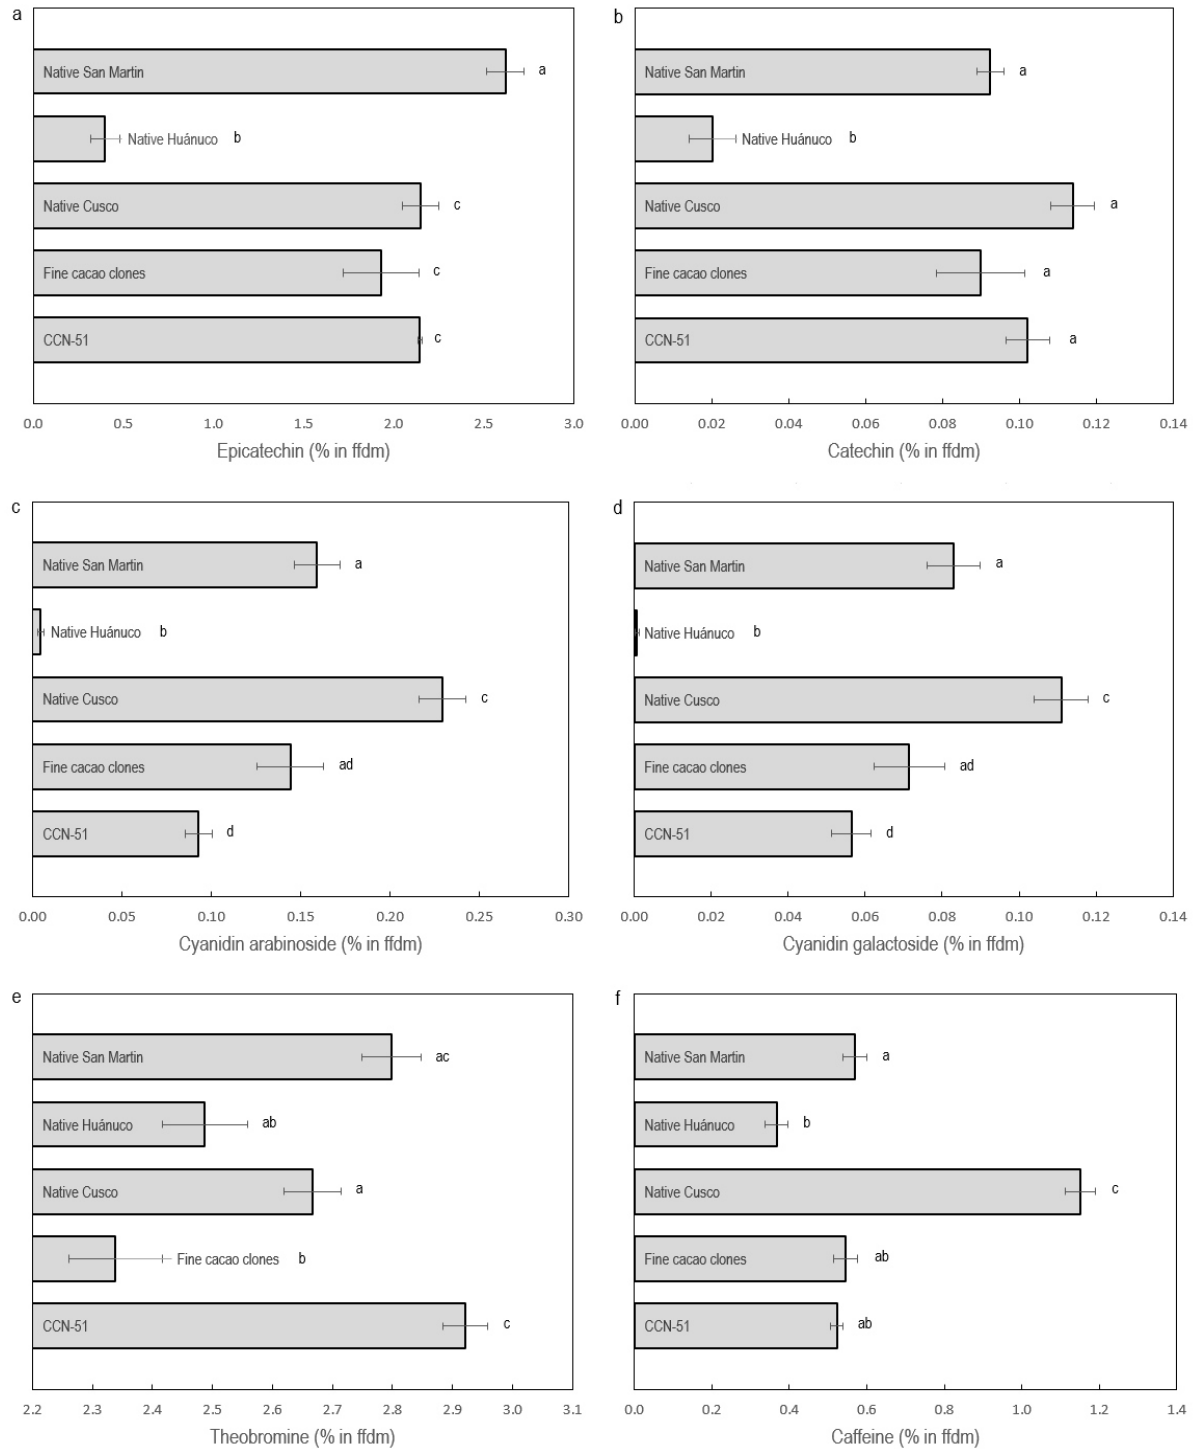 a
Native San Martin a
Native Huánuco b
Native Cusco c
Fine cacao clones c
CCN-51 c
0.0 0.5 1.0 1.5 2.0 2.5 3.0
Epicatechin (% in ffdm)
b
Native San Martin a
Native Huánuco b
Native Cusco a
Fine cacao clones a
CCN-51 a
0.00 0.02 0.04 0.06 0.08 0.10 0.12 0.14
Catechin (% in ffdm)
c
Native San Martin a
Native Huánuco b
Native Cusco c
Fine cacao clones ad
CCN-51 d
0.00 0.05 0.10 0.15 0.20 0.25 0.30
Cyanidin arabinoside (% in ffdm)
d
Native San Martin a
Native Huánuco b
Native Cusco c
Fine cacao clones ad
CCN-51 d
0.00 0.02 0.04 0.06 0.08 0.10 0.12 0.14
Cyanidin galactoside (% in ffdm)
e
Native San Martin ac
Native Huánuco ab
Native Cusco a
Fine cacao clones b
CCN-51 c
2.2 2.3 2.4 2.5 2.6 2.7 2.8 2.9 3.0 3.1
Theobromine (% in ffdm)
f
Native San Martin a
Native Huánuco b
Native Cusco c
Fine cacao clones ab
CCN-51 ab
0.0 0.2 0.4 0.6 0.8 1.0 1.2 1.4
Caffeine (% in ffdm)